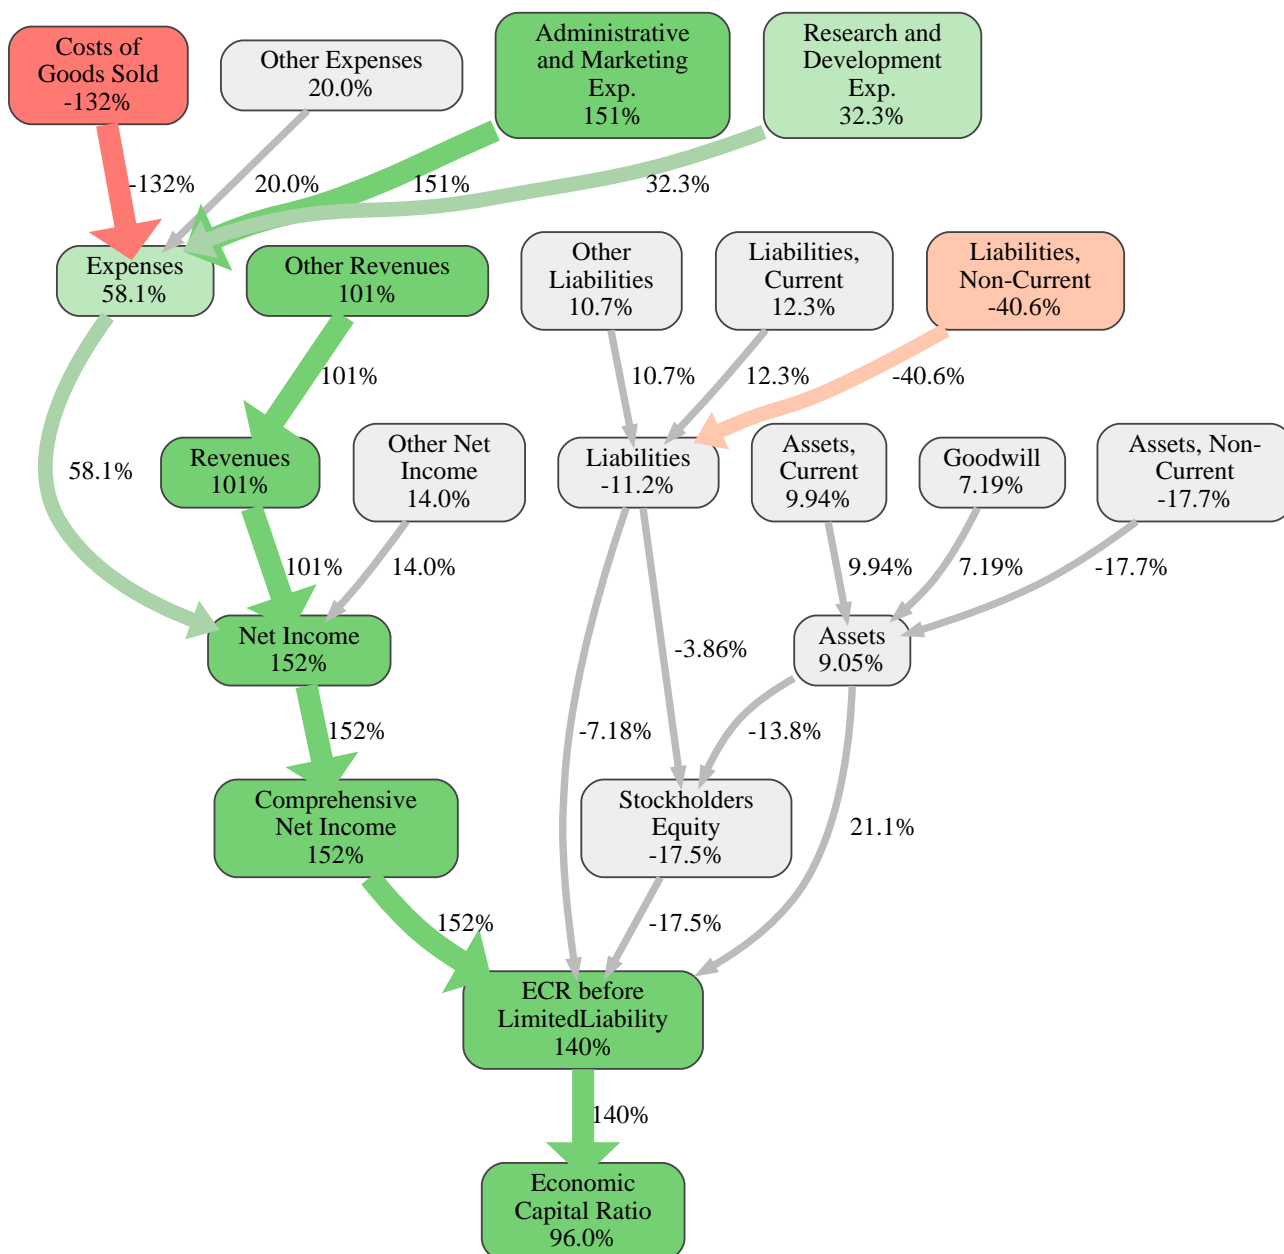 Costs of
Goods Sold
-132%
Other Expenses
20.0%
Administrative
and Marketing
Exp.
151%
Research and
Development
Exp.
32.3%
-132%
20.0%
151%
32.3%
Expenses
58.1%
Other Revenues
101%
Other
Liabilities
10.7%
Liabilities,
Current
12.3%
Liabilities,
Non-Current
-40.6%
101%
10.7%
12.3%
-40.6%
58.1%
Revenues
101%
Other Net
Income
14.0%
Liabilities
-11.2%
Assets,
Current
9.94%
Goodwill
7.19%
Assets, Non-
Current
-17.7%
101%
14.0%
9.94%
7.19%
-17.7%
Net Income
152%
-3.86%
Assets
9.05%
152%
-7.18%
-13.8%
Comprehensive
Net Income
152%
Stockholders
Equity
-17.5%
21.1%
152%
-17.5%
ECR before
LimitedLiability
140%
140%
Economic
Capital Ratio
96.0%